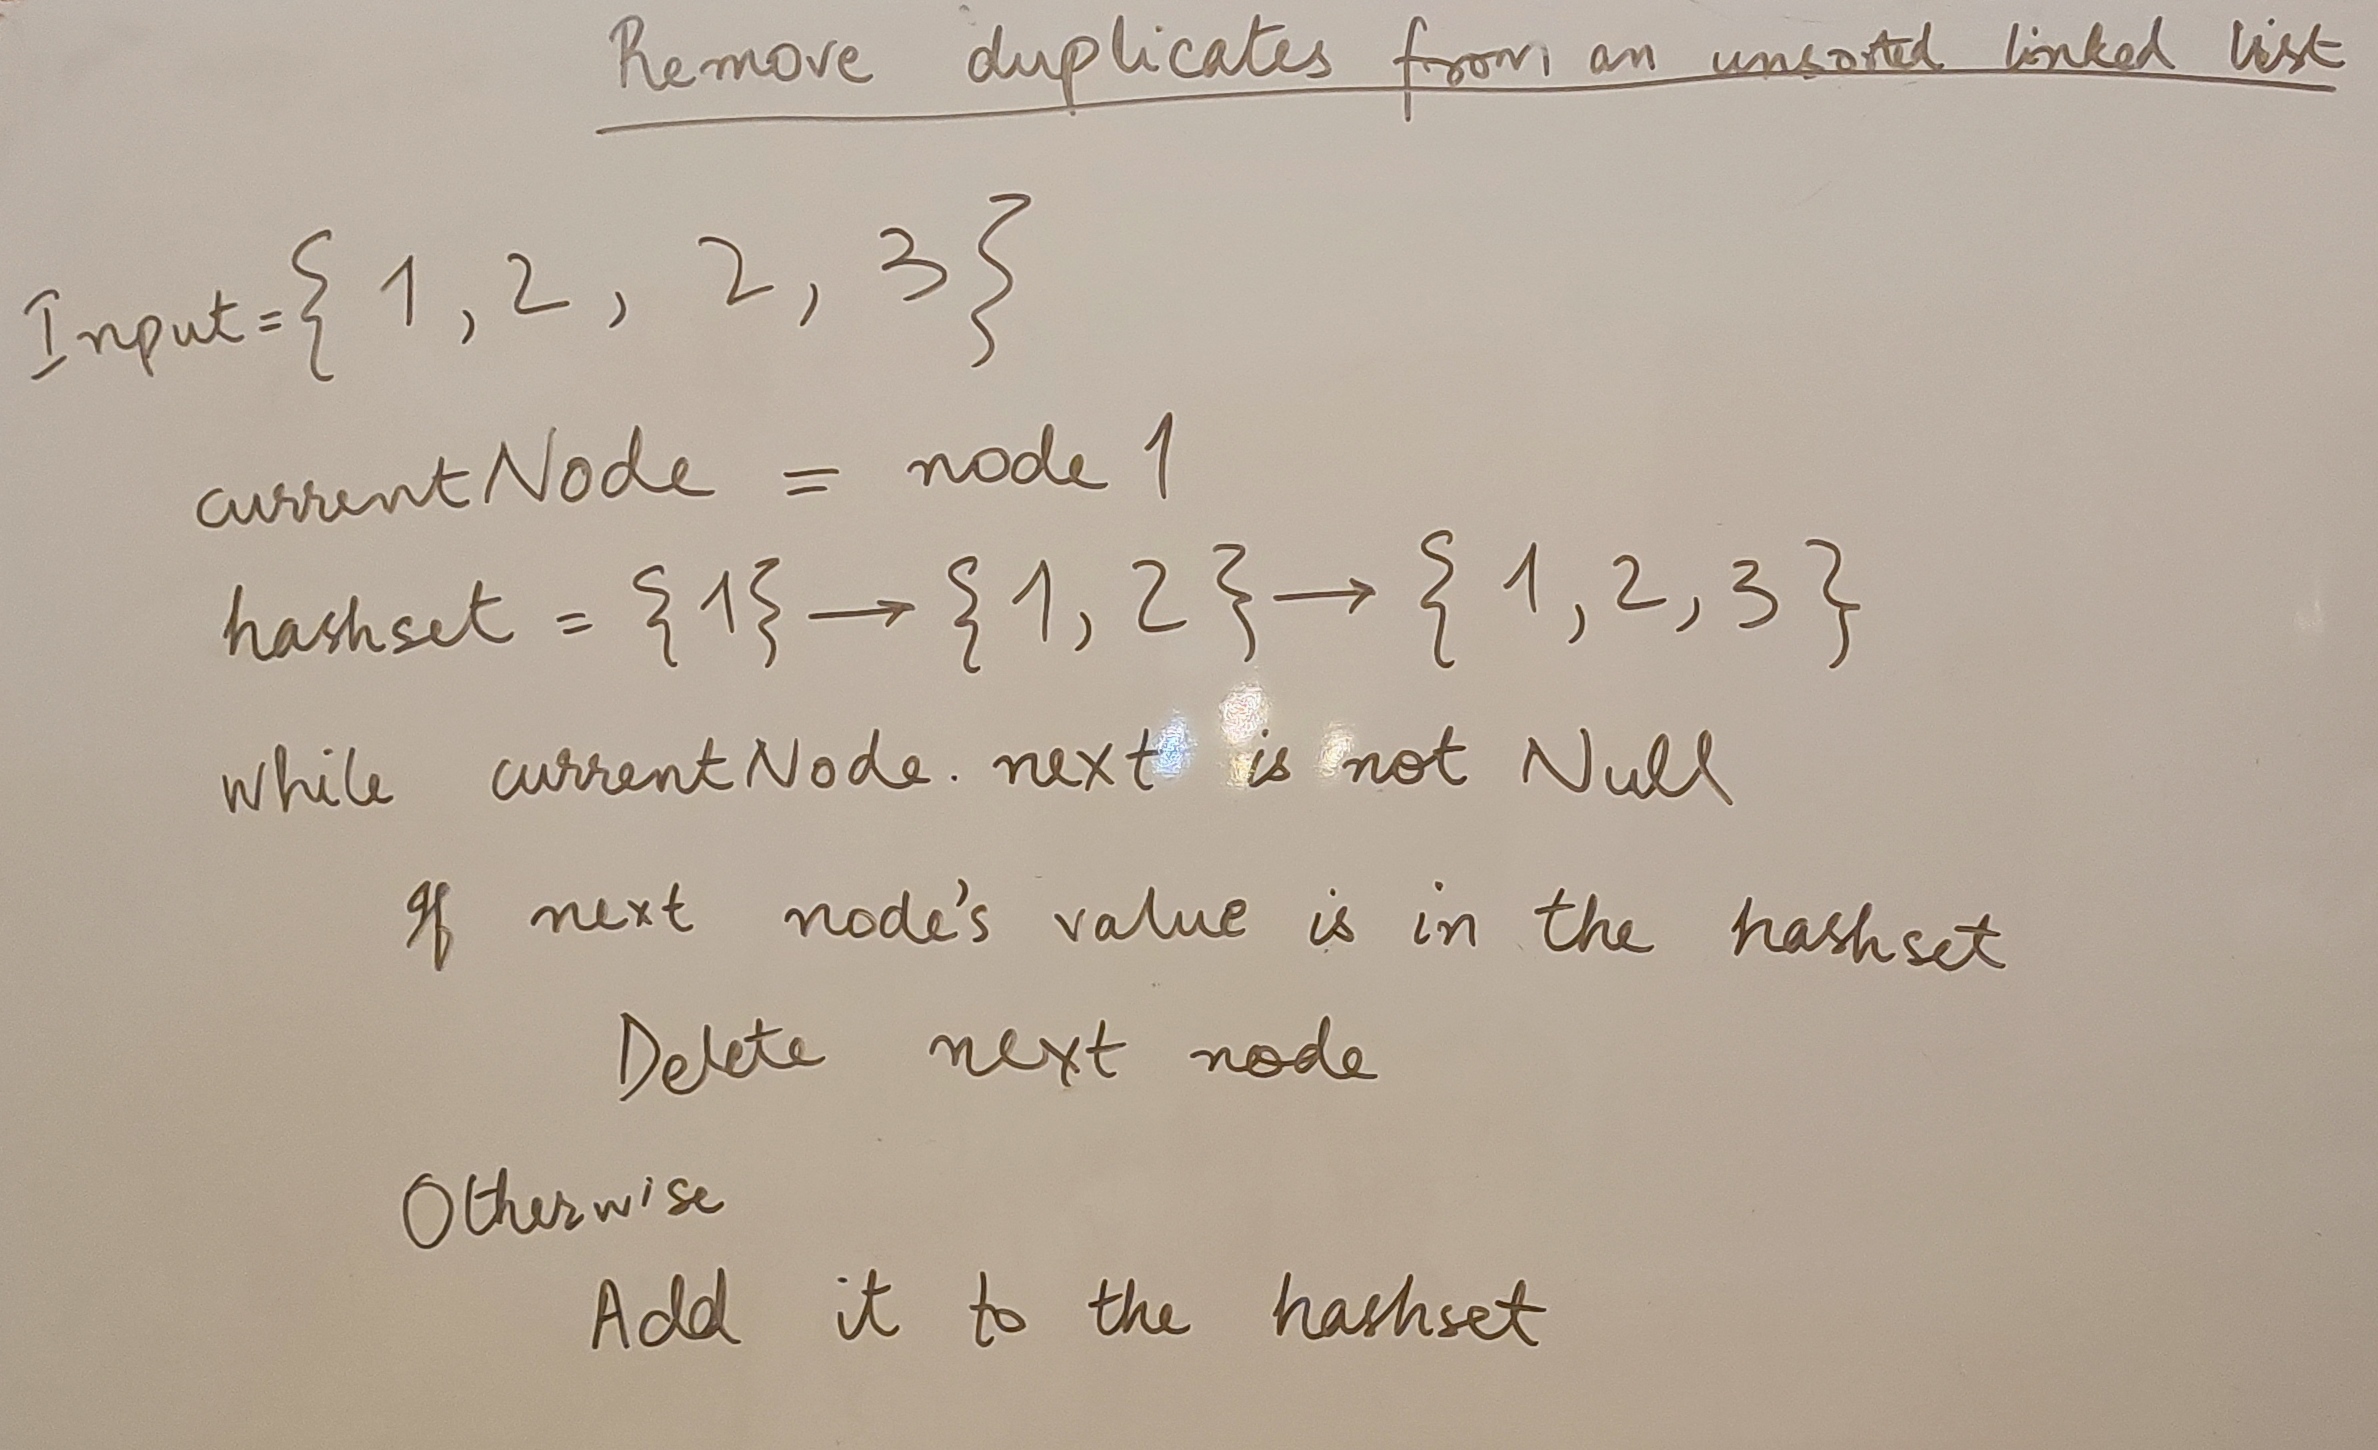 Remove duplicates from an unsorted linked list
Input={1, 2, 2, 3}
currentNode = node 1
hashset = {1}→{1, 2}→{1, 2, 3}
while currentNode. next is not Null
If next node's value is in the hashset
Delete next node
Otherwise
Add it to the hashset